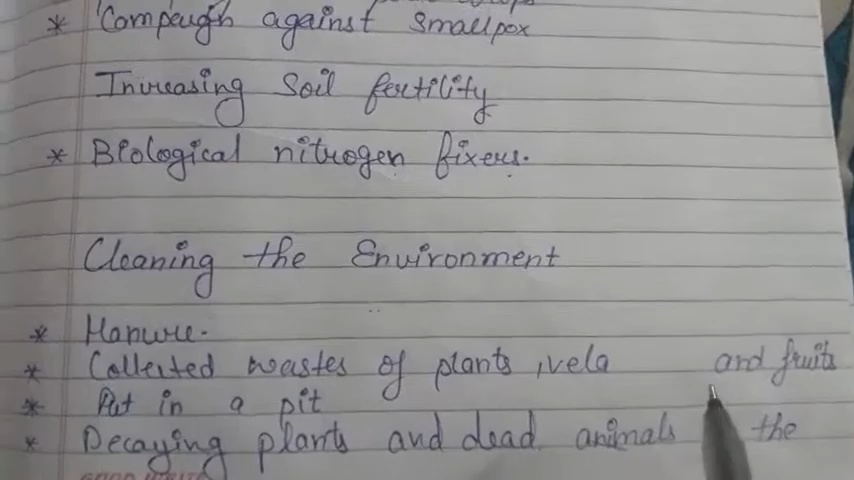 * Compaugh against smallpox
Increasing Soil fertility
* Biological nitrogen fixers.
Cleaning the Environment
* Manure.
* Collected wastes of plants, vela and fruits
* Put in a pit
* Decaying plants and dead animals the